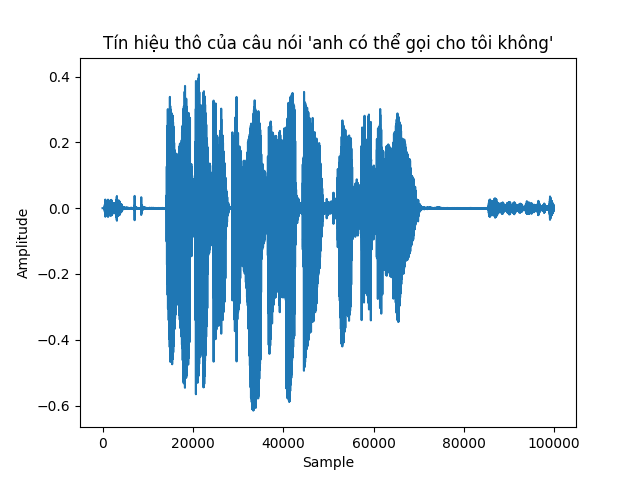 Tín hiệu thô của câu nói 'anh có thể gọi cho tôi không'
0.4
0.2
0.0
−0.2
−0.4
−0.6
Amplitude
0 20000 40000 60000 80000 100000
Sample